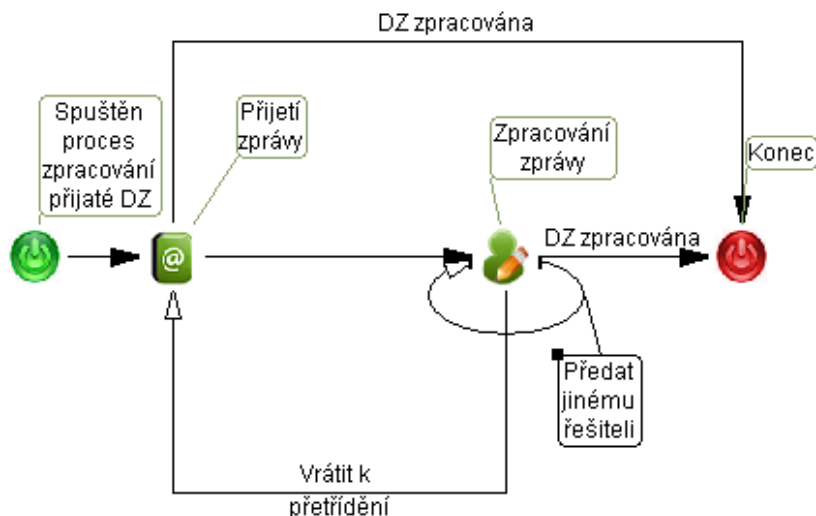 DZ zpracována
Spuštěn
proces
zpracování
přijaté DZ
Přijetí
zprávy
Zpracování
zprávy
Konec
@
DZ zpracována
Předat
jinému
řešiteli
Vrátit k
přetřídění